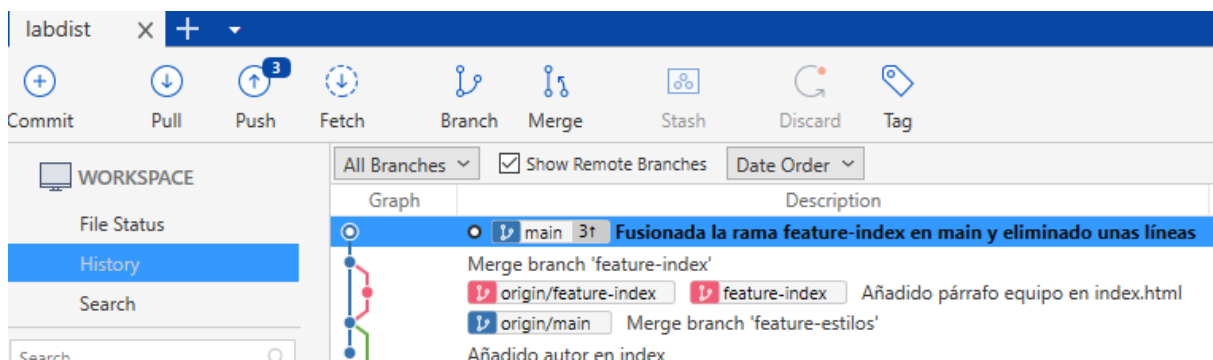 labdist
3
Commit Pull Push Fetch Branch Merge Stash Discard Tag
WORKSPACE
File Status
History
Search
Search
All Branches Show Remote Branches Date Order
Graph Description
main 3↑ Fusionada la rama feature-index en main y eliminado unas líneas
Merge branch 'feature-index'
origin/feature-index feature-index Añadido párrafo equipo en index.html
origin/main Merge branch 'feature-estilos'
Añadido autor en index